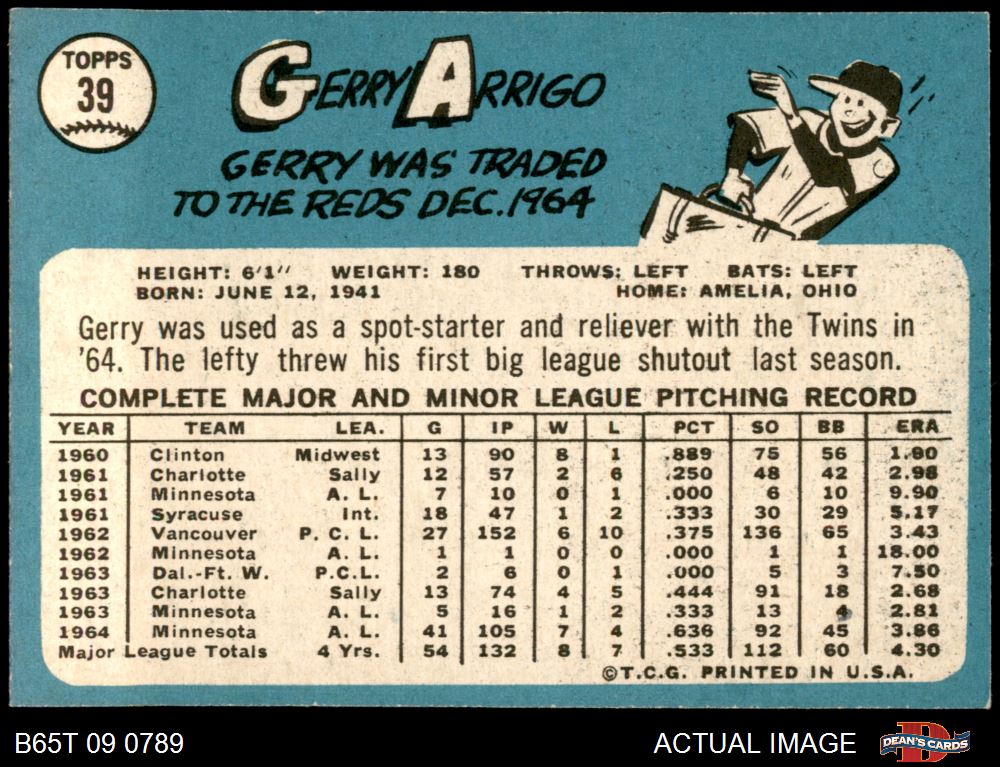 TOPPS
39
GERRY ARRIGO
GERRY WAS TRADED
TO THE REDS DEC. 1964
HEIGHT: 6'1" WEIGHT: 180 THROWS: LEFT BATS: LEFT
BORN: JUNE 12, 1941 HOME: AMELIA, OHIO
Gerry was used as a spot-starter and reliever with the Twins in
'64. The lefty threw his first big league shutout last season.
COMPLETE MAJOR AND MINOR LEAGUE PITCHING RECORD
YEAR TEAM LEA. G IP W L PCT SO BB ERA
1960 Clinton Midwest 13 90 8 1 .889 75 56 1.90
1961 Charlotte Sally 12 57 2 6 .250 48 42 2.98
1961 Minnesota A. L. 7 10 0 1 .000 6 10 9.90
1961 Syracuse Int. 18 47 1 2 .333 30 29 5.17
1962 Vancouver P. C. L. 27 152 6 10 .375 136 65 3.43
1962 Minnesota A. L. 1 1 0 0 .000 1 1 18.00
1963 Dal.-Ft. W. P.C.L. 2 6 0 1 .000 5 3 7.50
1963 Charlotte Sally 13 74 4 5 .444 91 18 2.68
1963 Minnesota A. L. 5 16 1 2 .333 13 4 2.81
1964 Minnesota A. L. 41 105 7 4 .636 92 45 3.86
Major League Totals 4 Yrs. 54 132 8 7 .533 112 60 4.30
©T.C.G. PRINTED IN U.S.A.
B65T 09 0789 ACTUAL IMAGE
D
DEAN'S CARDS